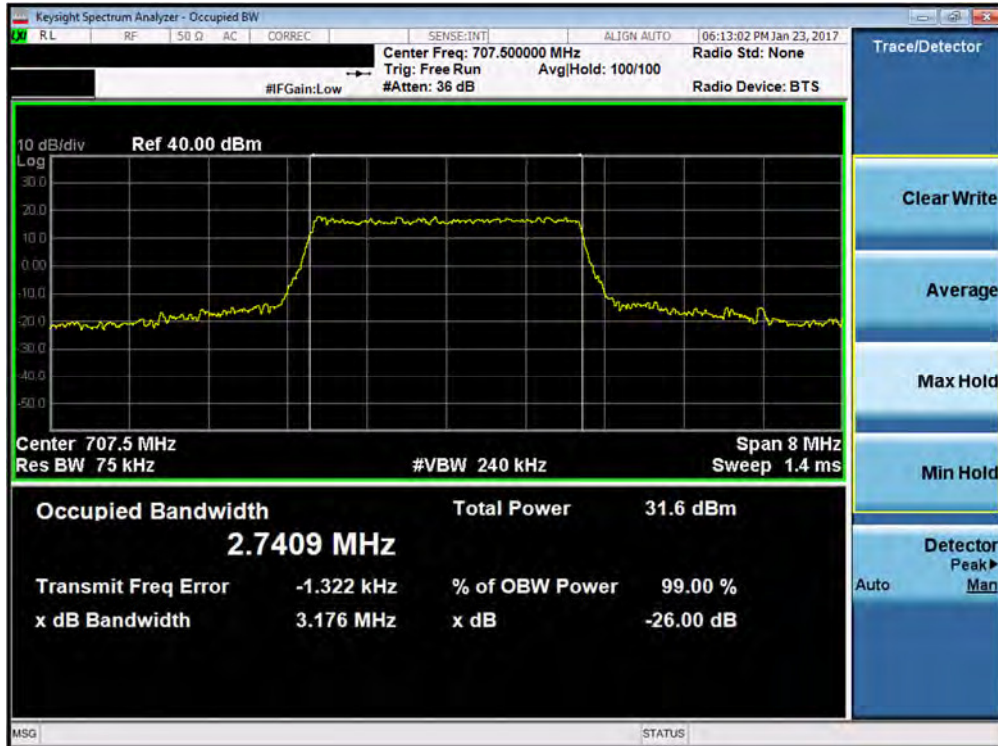 Keysight Spectrum Analyzer - Occupied BW
LXI RL RF 50 Ω AC CORREC SENSE:INT ALIGN AUTO 06:13:02 PM Jan 23, 2017
Center Freq: 707.500000 MHz Radio Std: None
Trig: Free Run Avg|Hold: 100/100
#IFGain:Low #Atten: 36 dB Radio Device: BTS
10 dB/div Ref 40.00 dBm
Log
30.0
20.0
10.0
0.00
-10.0
-20.0
-30.0
-40.0
-50.0
Center 707.5 MHz Span 8 MHz
Res BW 75 kHz #VBW 240 kHz Sweep 1.4 ms
Occupied Bandwidth Total Power 31.6 dBm
2.7409 MHz
Transmit Freq Error -1.322 kHz % of OBW Power 99.00 %
x dB Bandwidth 3.176 MHz x dB -26.00 dB
MSG STATUS
Trace/Detector
Clear Write
Average
Max Hold
Min Hold
Detector
Peak▶
Auto Man